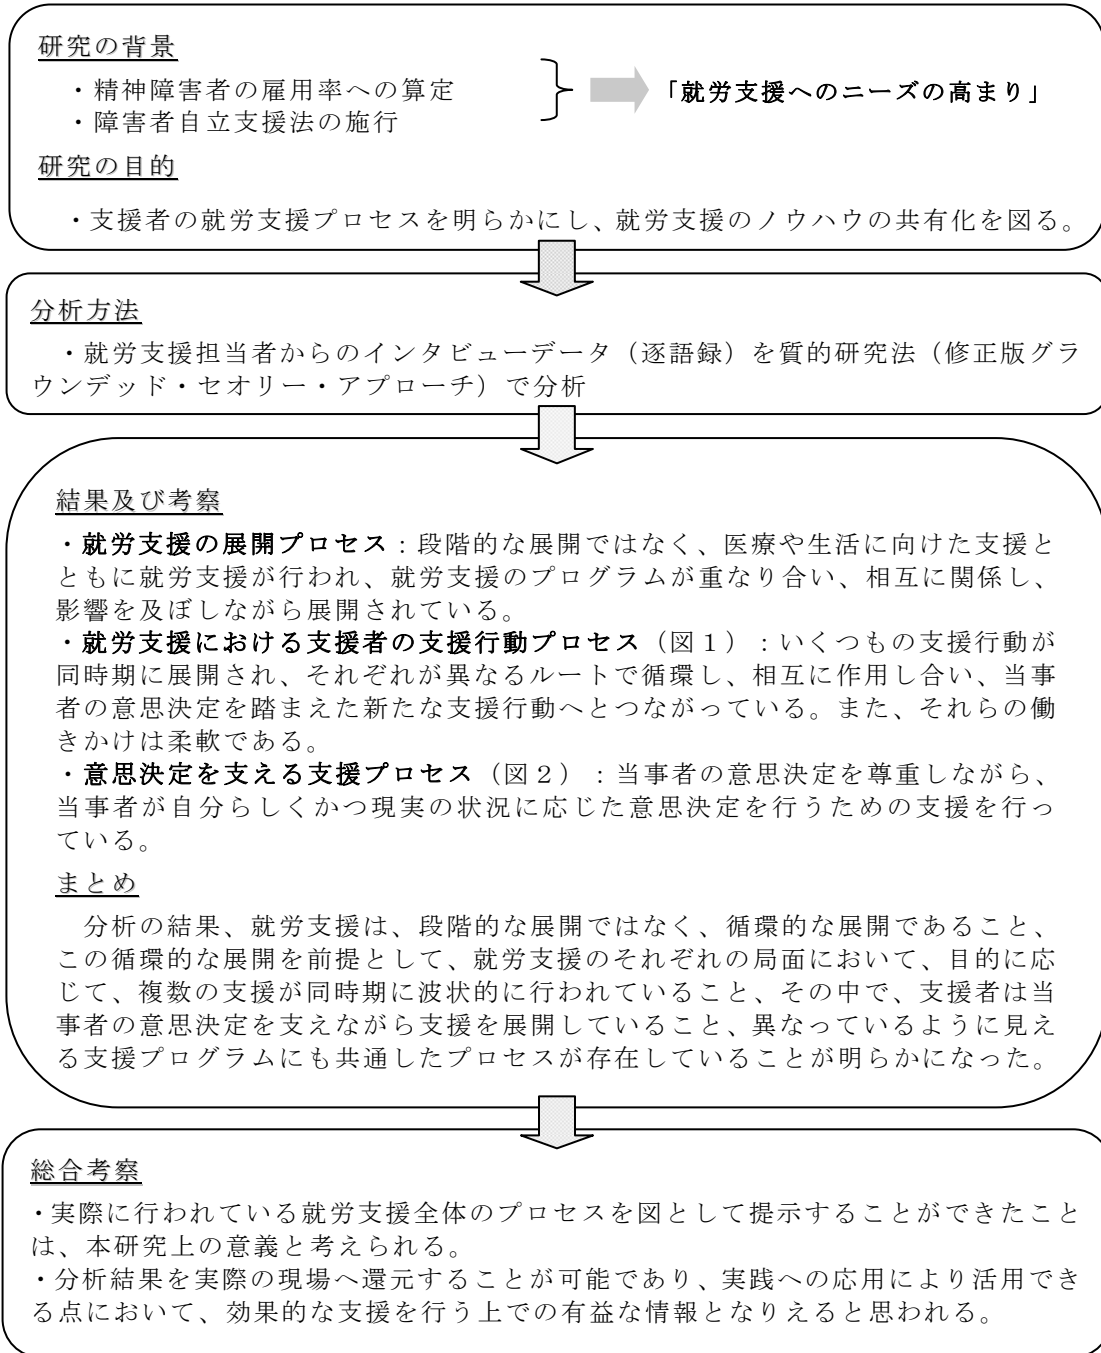 研究の背景
・精神障害者の雇用率への算定
・障害者自立支援法の施行
「就労支援へのニーズの高まり」
研究の目的
・支援者の就労支援プロセスを明らかにし、就労支援のノウハウの共有化を図る。
分析方法
・就労支援担当者からのインタビューデータ（逐語録）を質的研究法（修正版グラ
ウンデッド・セオリー・アプローチ）で分析
結果及び考察
・就労支援の展開プロセス：段階的な展開ではなく、医療や生活に向けた支援と
ともに就労支援が行われ、就労支援のプログラムが重なり合い、相互に関係し、
影響を及ぼしながら展開されている。
・就労支援における支援者の支援行動プロセス（図１）：いくつもの支援行動が
同時期に展開され、それぞれが異なるルートで循環し、相互に作用し合い、当事
者の意思決定を踏まえた新たな支援行動へとつながっている。また、それらの働
きかけは柔軟である。
・意思決定を支える支援プロセス（図２）：当事者の意思決定を尊重しながら、
当事者が自分らしくかつ現実の状況に応じた意思決定を行うための支援を行っ
ている。
まとめ
分析の結果、就労支援は、段階的な展開ではなく、循環的な展開であること、
この循環的な展開を前提として、就労支援のそれぞれの局面において、目的に応
じて、複数の支援が同時期に波状的に行われていること、その中で、支援者は当
事者の意思決定を支えながら支援を展開していること、異なっているように見え
る支援プログラムにも共通したプロセスが存在していることが明らかになった。
総合考察
・実際に行われている就労支援全体のプロセスを図として提示することができたこと
は、本研究上の意義と考えられる。
・分析結果を実際の現場へ還元することが可能であり、実践への応用により活用でき
る点において、効果的な支援を行う上での有益な情報となりえると思われる。